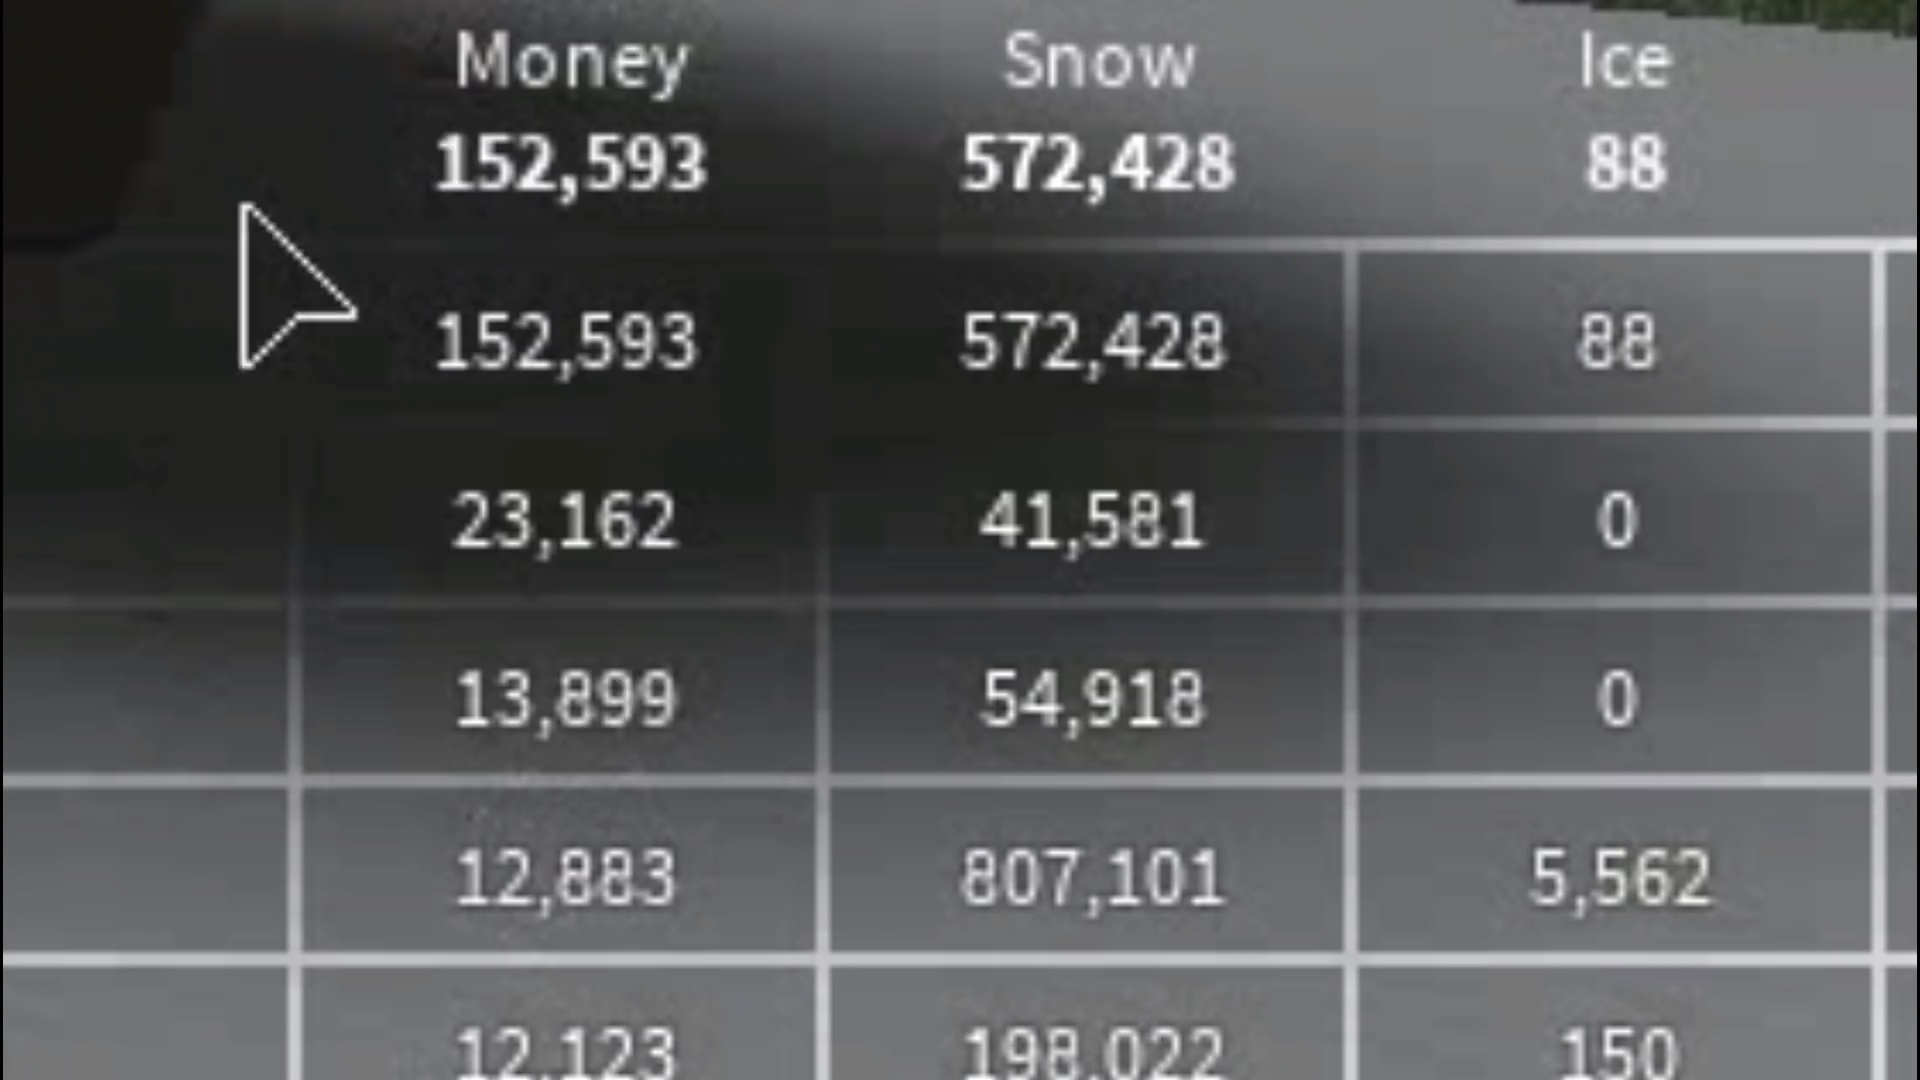 Money Snow Ice
152,593 572,428 88
152,593 572,428 88
23,162 41,581 0
13,899 54,918 0
12,883 807,101 5,562
12,123 198,022 150